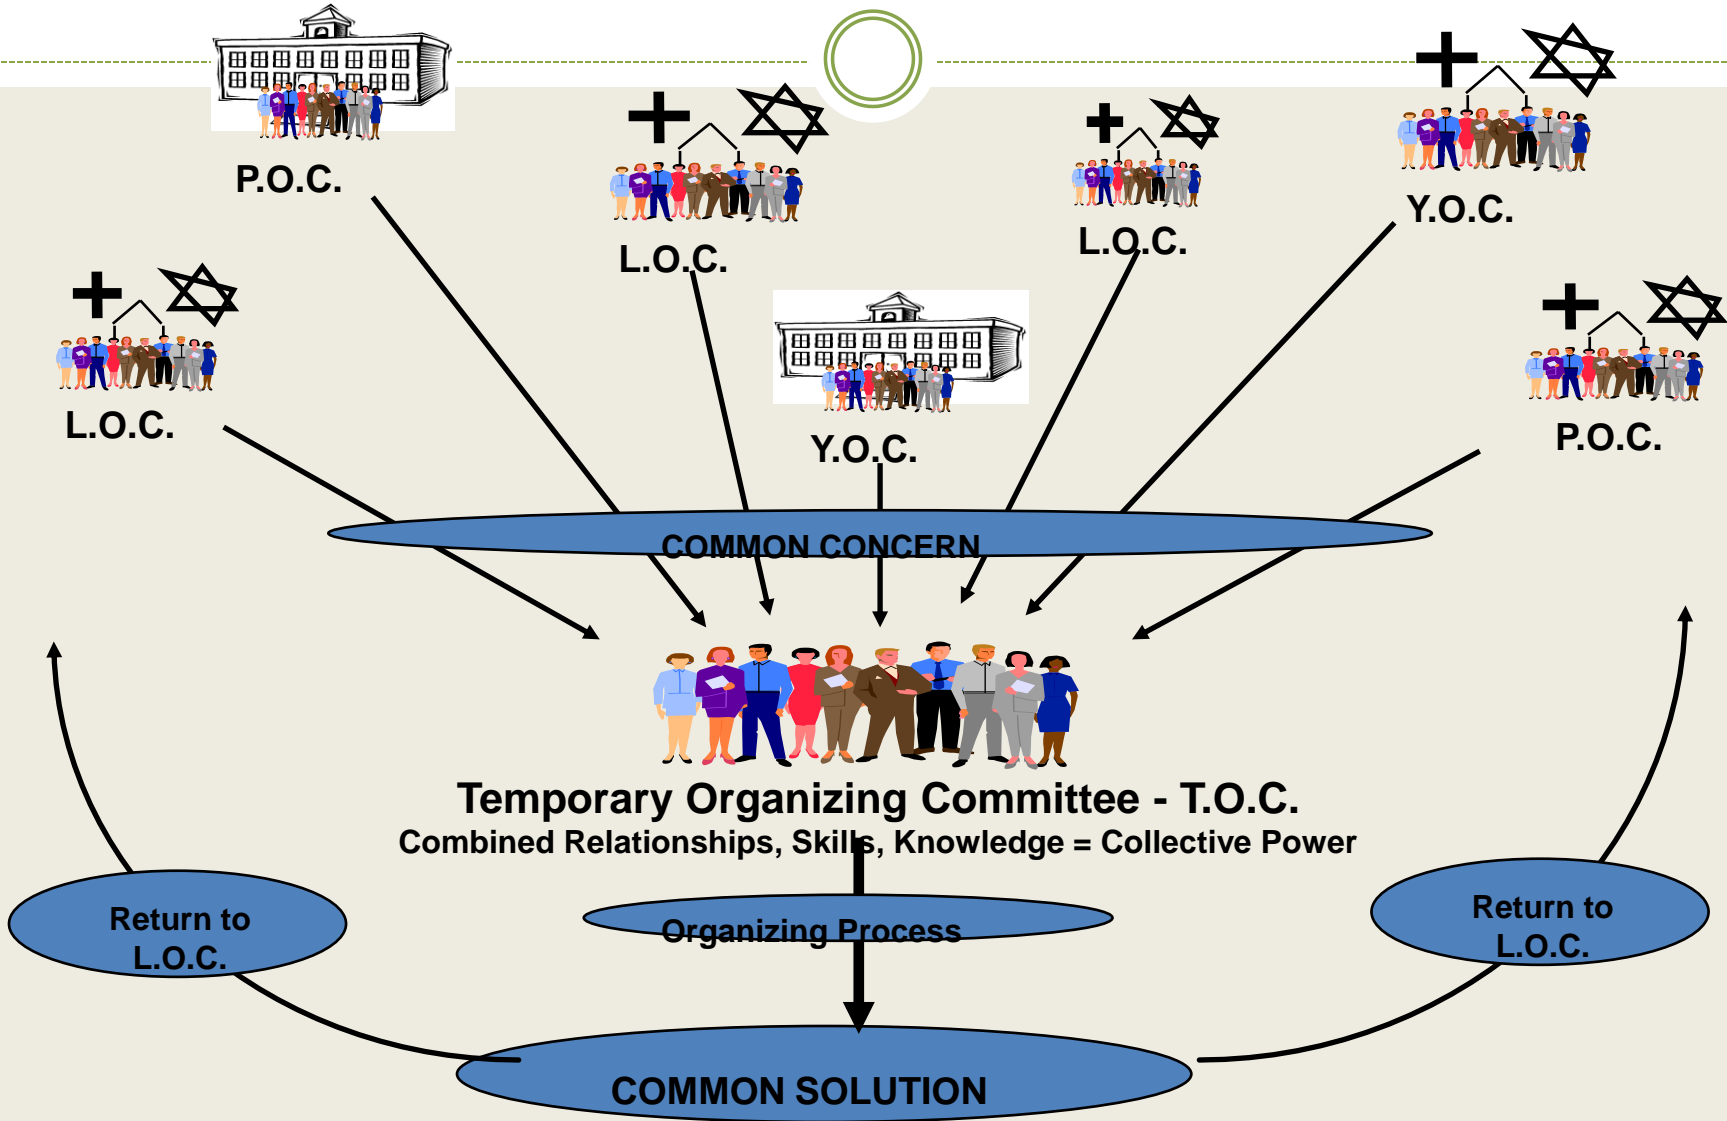 P.O.C.
L.O.C.
L.O.C.
Y.O.C.
L.O.C.
Y.O.C.
P.O.C.
COMMON CONCERN
Temporary Organizing Committee - T.O.C.
Combined Relationships, Skills, Knowledge = Collective Power
Return to
L.O.C.
Organizing Process
Return to
L.O.C.
COMMON SOLUTION